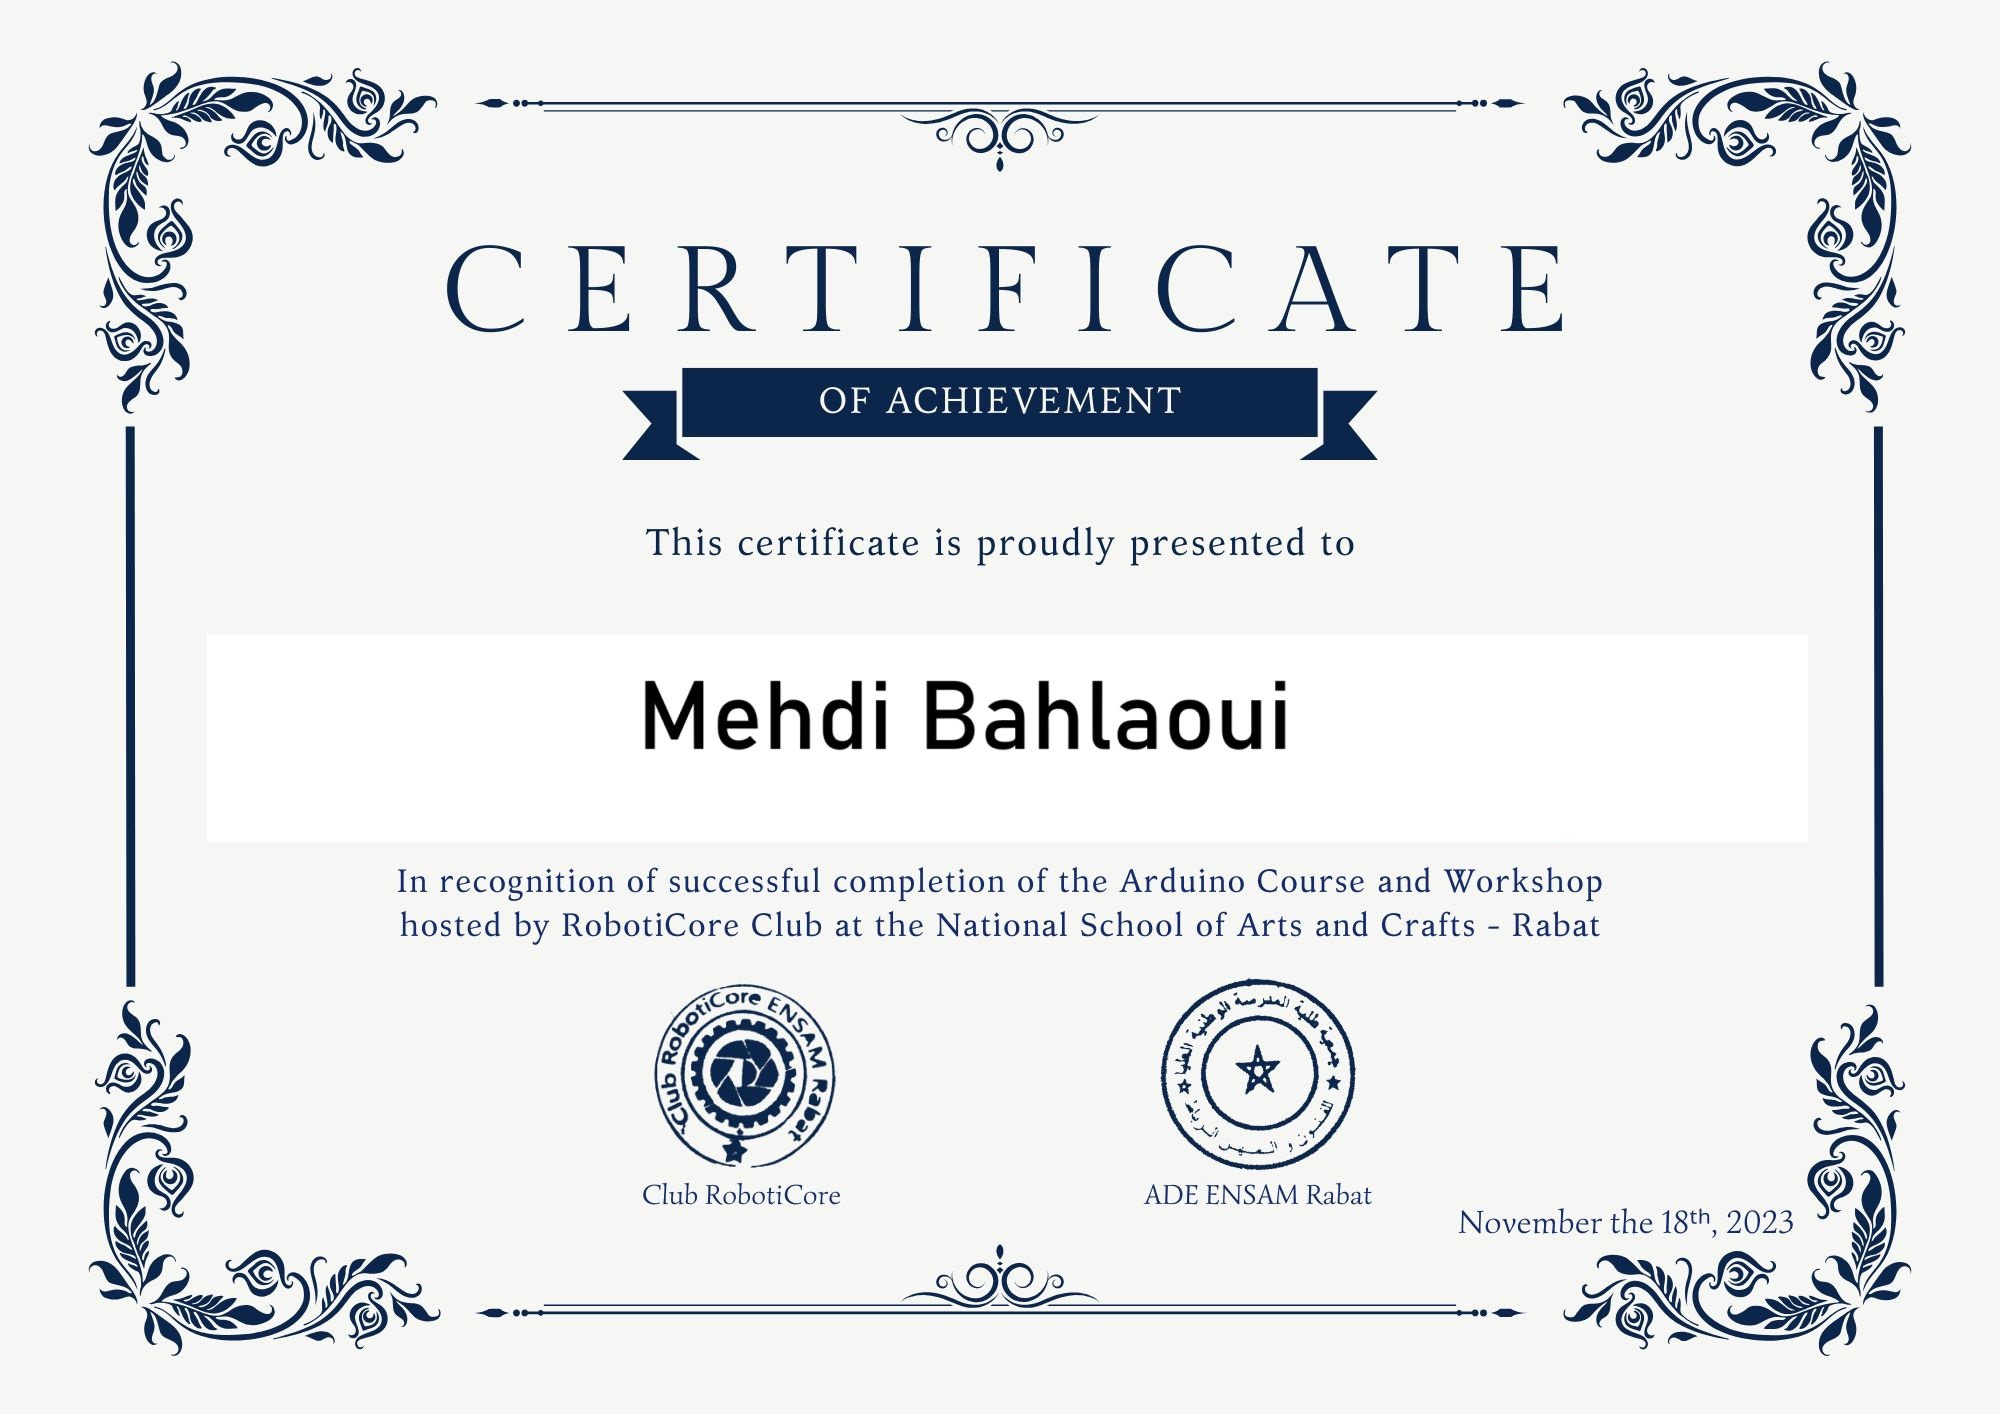 CERTIFICATE
OF ACHIEVEMENT
This certificate is proudly presented to
Mehdi Bahlaoui
In recognition of successful completion of the Arduino Course and Workshop
hosted by RobotiCore Club at the National School of Arts and Crafts - Rabat
Club RobotiCore ENSAM Rabat
جمعية طلبة المدرسة الوطنية العليا
للفنون و المهن الرباط
Club RobotiCore
ADE ENSAM Rabat
November the 18th, 2023